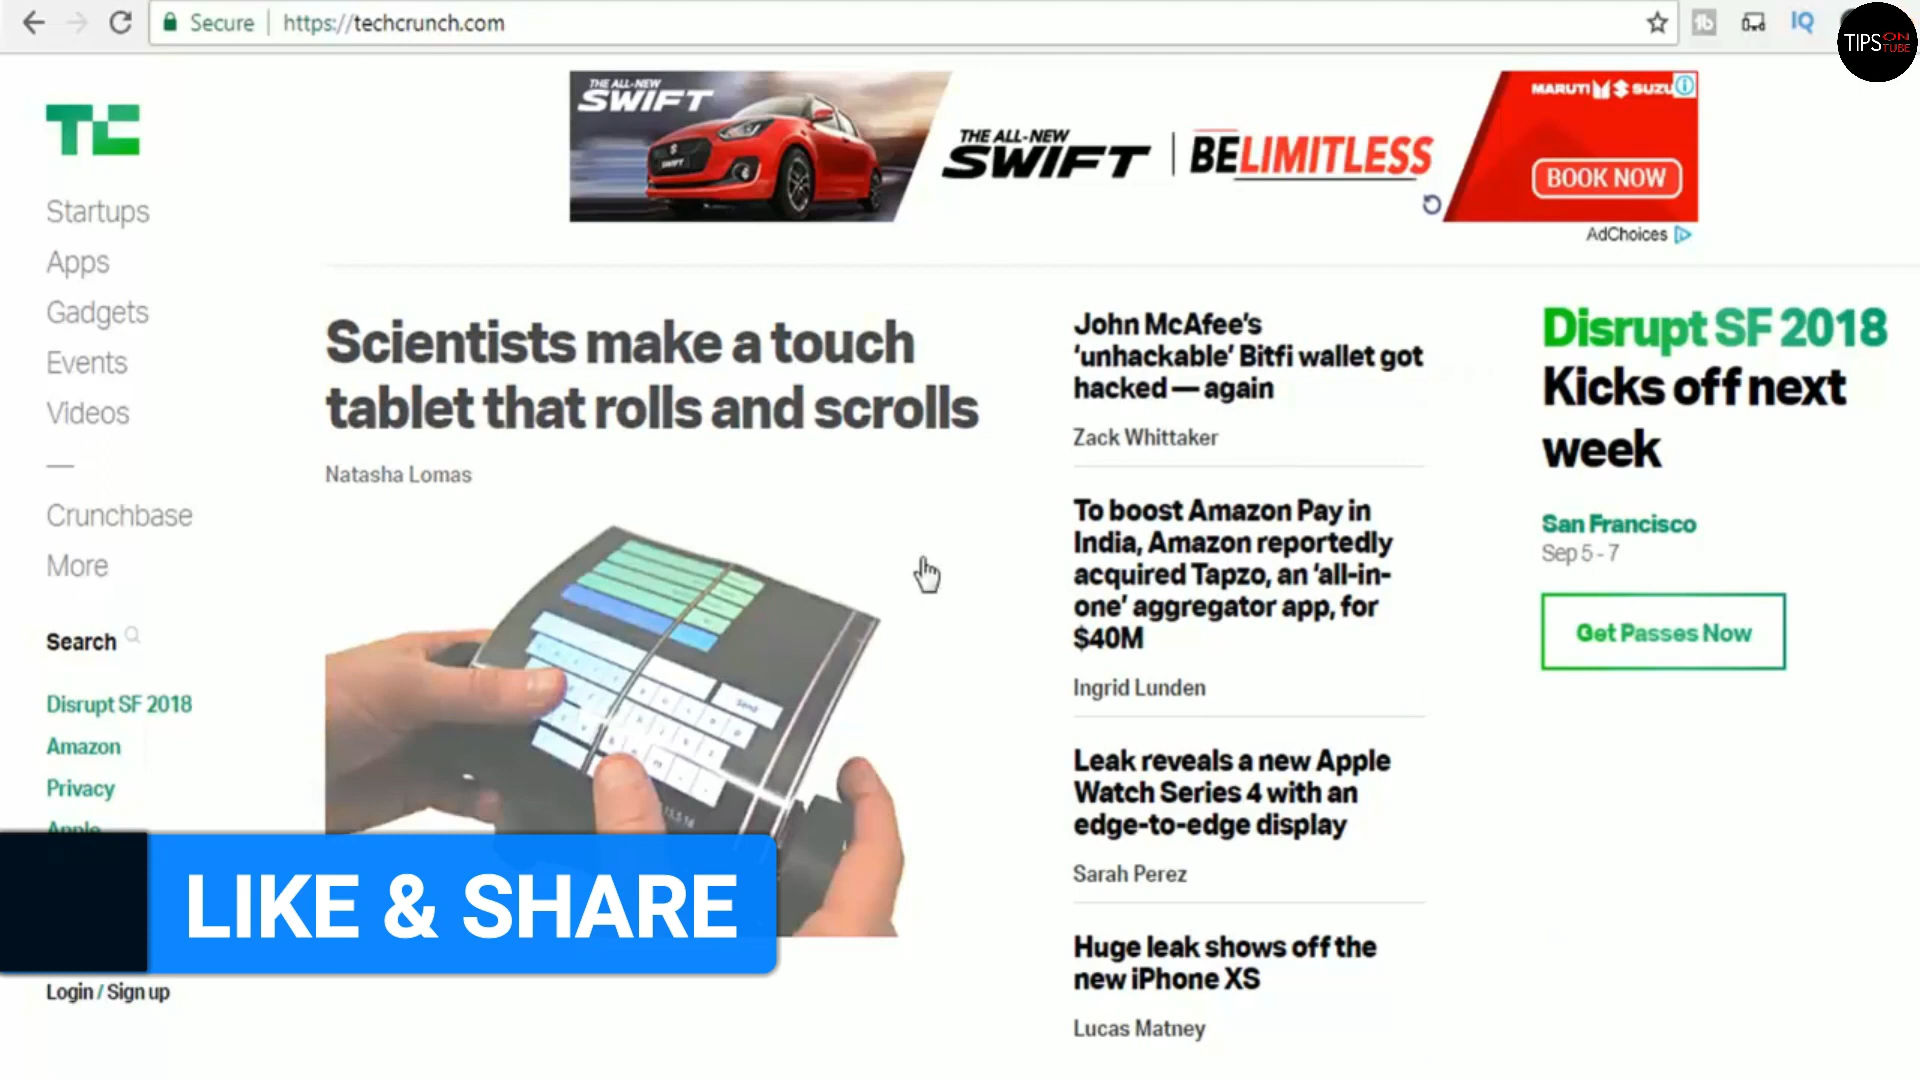 Secure | https://techcrunch.com
IQ
TIPS ON TUBE
TC
Startups
Apps
Gadgets
Events
Videos
Crunchbase
More
Search
Disrupt SF 2018
Amazon
Privacy
Apple
Login / Sign up
THE ALL-NEW
SWIFT
SWIFT
THE ALL-NEW
SWIFT | BELIMITLESS
MARUTI SUZU
BOOK NOW
AdChoices
Scientists make a touch
tablet that rolls and scrolls
Natasha Lomas
Send
LIKE & SHARE
John McAfee's
‘unhackable’ Bitfi wallet got
hacked — again
Zack Whittaker
To boost Amazon Pay in
India, Amazon reportedly
acquired Tapzo, an ‘all-in-
one’ aggregator app, for
$40M
Ingrid Lunden
Leak reveals a new Apple
Watch Series 4 with an
edge-to-edge display
Sarah Perez
Huge leak shows off the
new iPhone XS
Lucas Matney
Disrupt SF 2018
Kicks off next
week
San Francisco
Sep 5 - 7
Get Passes Now